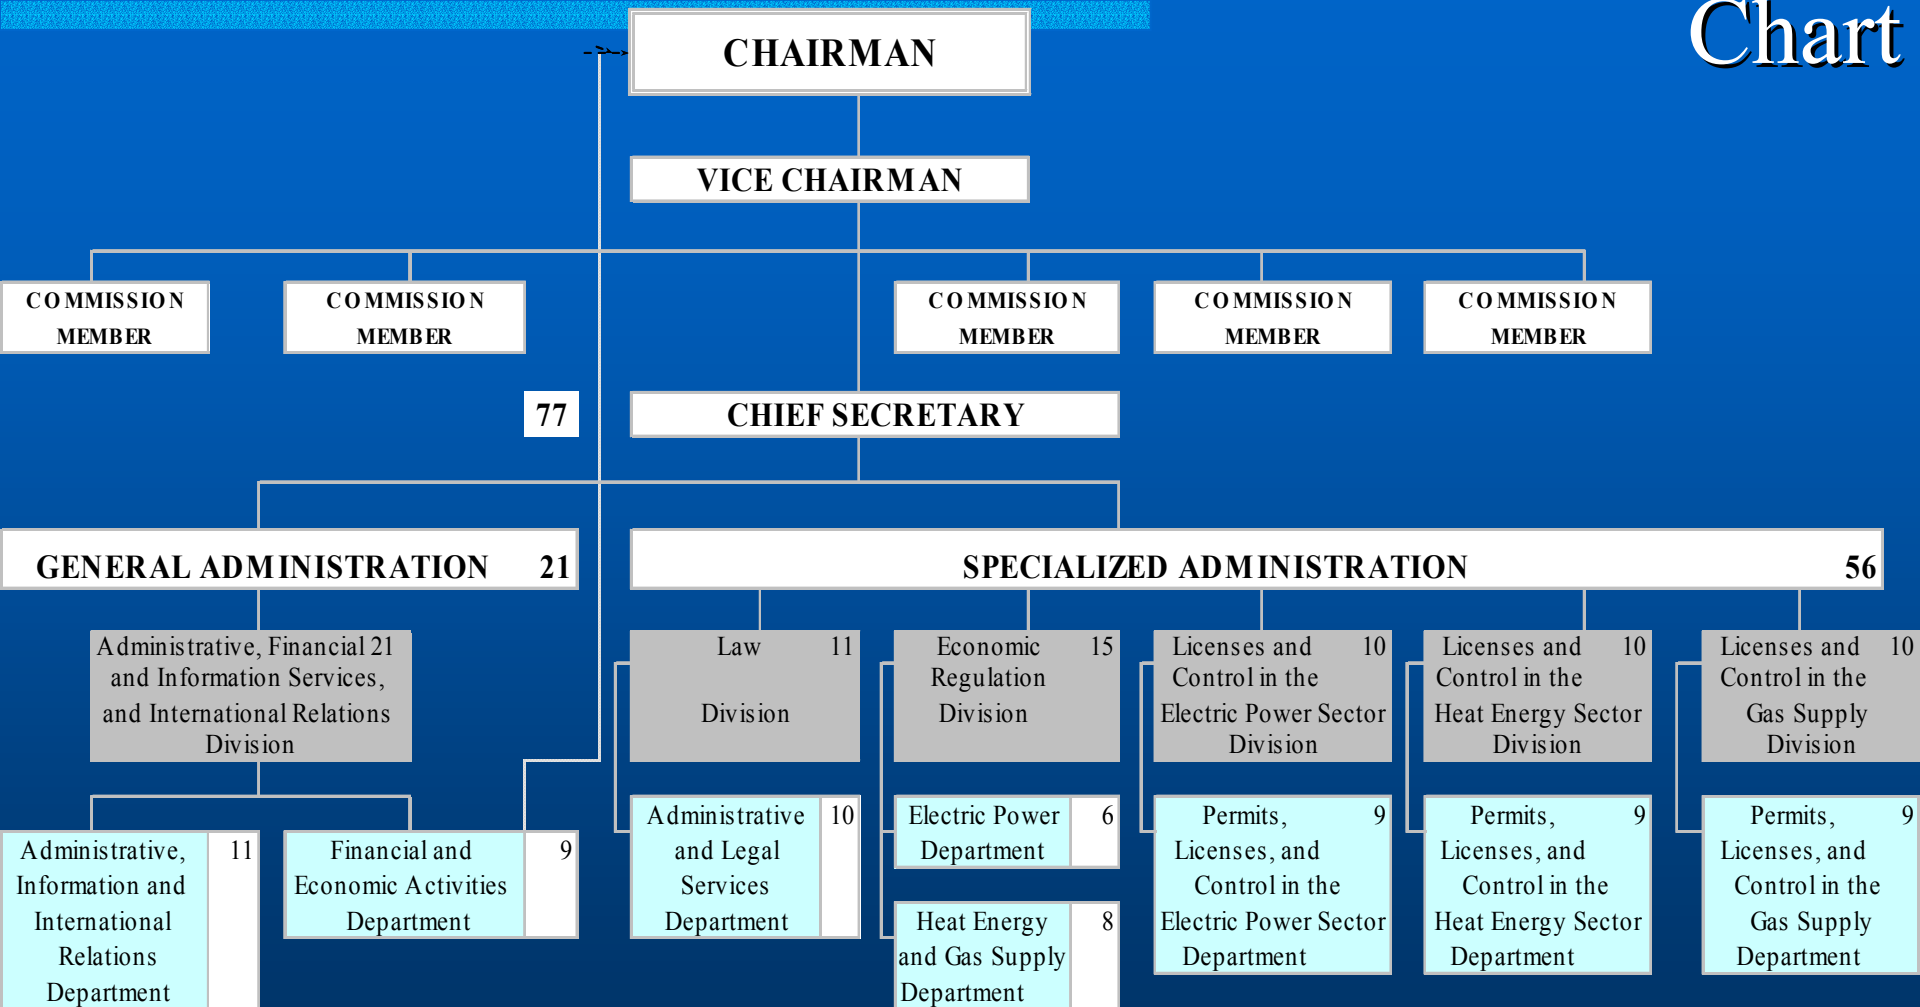 Chart
CHAIRMAN
VICE CHAIRMAN
COMMISSION
MEMBER
COMMISSION
MEMBER
COMMISSION
MEMBER
COMMISSION
MEMBER
COMMISSION
MEMBER
77
CHIEF SECRETARY
GENERAL ADMINISTRATION 21
SPECIALIZED ADMINISTRATION 56
Administrative, Financial 21
and Information Services,
and International Relations
Division
Law 11
Division
Economic 15
Regulation
Division
Licenses and 10
Control in the
Electric Power Sector
Division
Licenses and 10
Control in the
Heat Energy Sector
Division
Licenses and 10
Control in the
Gas Supply
Division
Administrative, 11
Information and
International
Relations
Department
Financial and 9
Economic Activities
Department
Administrative 10
and Legal
Services
Department
Electric Power 6
Department
Heat Energy 8
and Gas Supply
Department
Permits, 9
Licenses, and
Control in the
Electric Power Sector
Department
Permits, 9
Licenses, and
Control in the
Heat Energy Sector
Department
Permits, 9
Licenses, and
Control in the
Gas Supply
Department